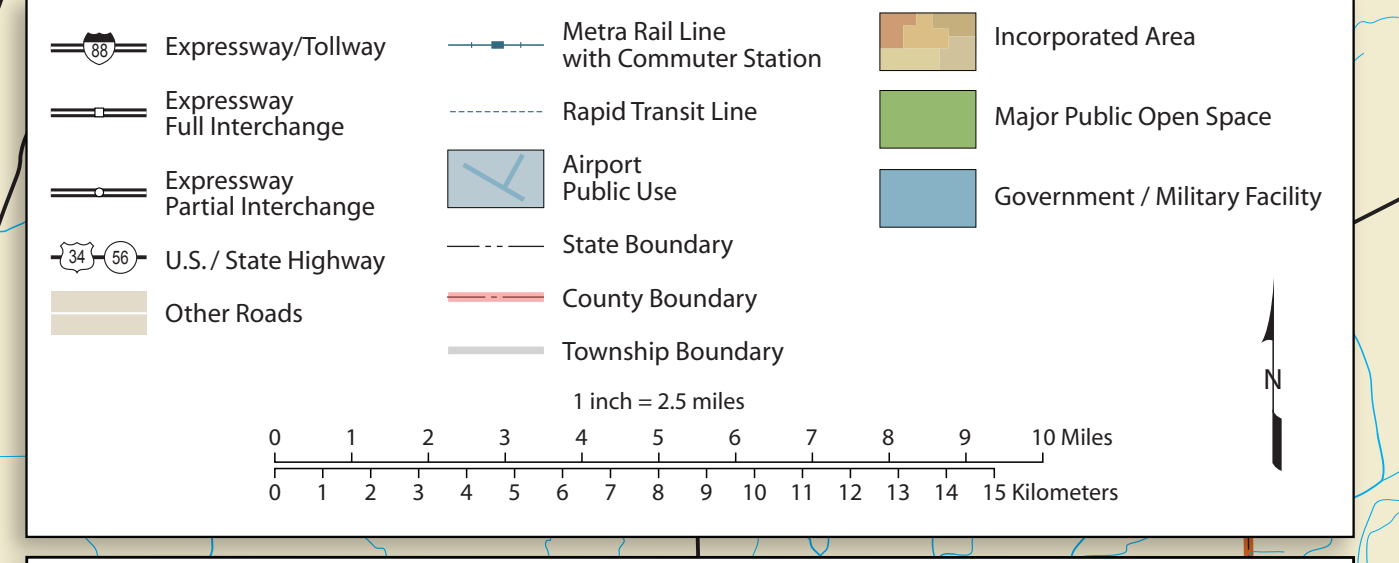 88
Expressway/Tollway
Expressway
Full Interchange
Expressway
Partial Interchange
34 56
U.S. / State Highway
Other Roads
Metra Rail Line
with Commuter Station
Rapid Transit Line
Airport
Public Use
State Boundary
County Boundary
Township Boundary
Incorporated Area
Major Public Open Space
Government / Military Facility
N
1 inch = 2.5 miles
0 1 2 3 4 5 6 7 8 9 10 Miles
0 1 2 3 4 5 6 7 8 9 10 11 12 13 14 15 Kilometers